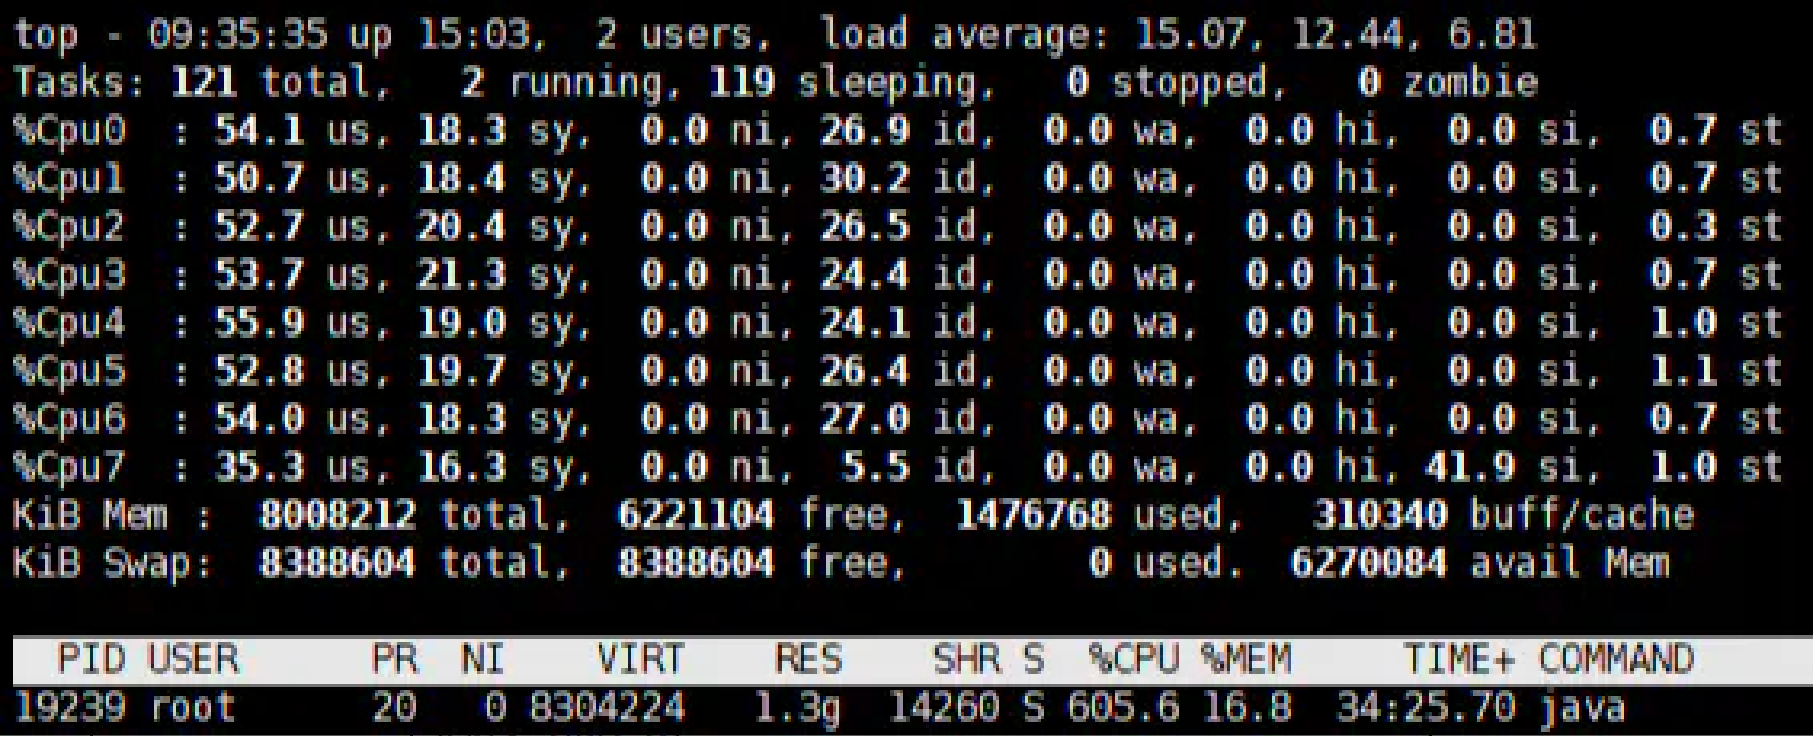 top - 09:35:35 up 15:03,  2 users,  load average: 15.07, 12.44, 6.81
Tasks: 121 total,   2 running, 119 sleeping,   0 stopped,   0 zombie
%Cpu0  : 54.1 us, 18.3 sy,  0.0 ni, 26.9 id,  0.0 wa,  0.0 hi,  0.0 si,  0.7 st
%Cpu1  : 50.7 us, 18.4 sy,  0.0 ni, 30.2 id,  0.0 wa,  0.0 hi,  0.0 si,  0.7 st
%Cpu2  : 52.7 us, 20.4 sy,  0.0 ni, 26.5 id,  0.0 wa,  0.0 hi,  0.0 si,  0.3 st
%Cpu3  : 53.7 us, 21.3 sy,  0.0 ni, 24.4 id,  0.0 wa,  0.0 hi,  0.0 si,  0.7 st
%Cpu4  : 55.9 us, 19.0 sy,  0.0 ni, 24.1 id,  0.0 wa,  0.0 hi,  0.0 si,  1.0 st
%Cpu5  : 52.8 us, 19.7 sy,  0.0 ni, 26.4 id,  0.0 wa,  0.0 hi,  0.0 si,  1.1 st
%Cpu6  : 54.0 us, 18.3 sy,  0.0 ni, 27.0 id,  0.0 wa,  0.0 hi,  0.0 si,  0.7 st
%Cpu7  : 35.3 us, 16.3 sy,  0.0 ni,  5.5 id,  0.0 wa,  0.0 hi, 41.9 si,  1.0 st
KiB Mem :  8008212 total,  6221104 free,  1476768 used,   310340 buff/cache
KiB Swap:  8388604 total,  8388604 free,        0 used.  6270084 avail Mem
  PID USER      PR  NI    VIRT    RES    SHR S  %CPU %MEM     TIME+ COMMAND
19239 root      20   0 8304224   1.3g  14260 S 605.6 16.8  34:25.70 java